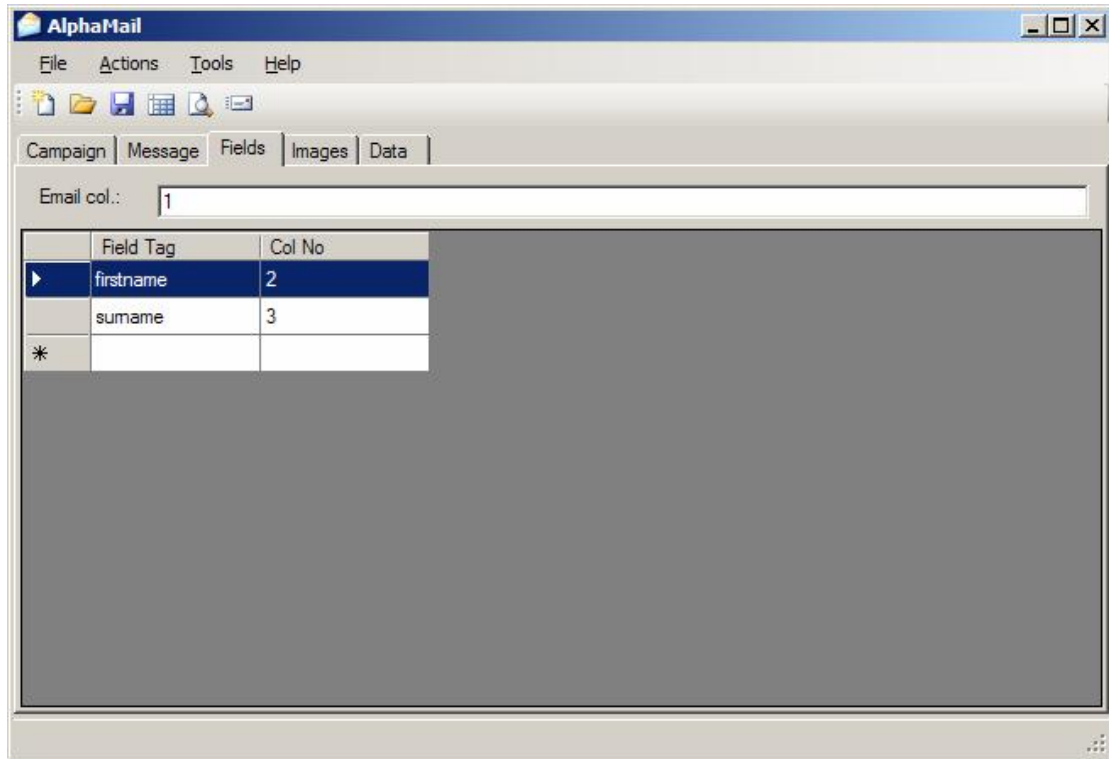 AlphaMail
File Actions Tools Help
Campaign Message Fields Images Data
Email col.: 1
Field Tag Col No
firstname 2
surname 3